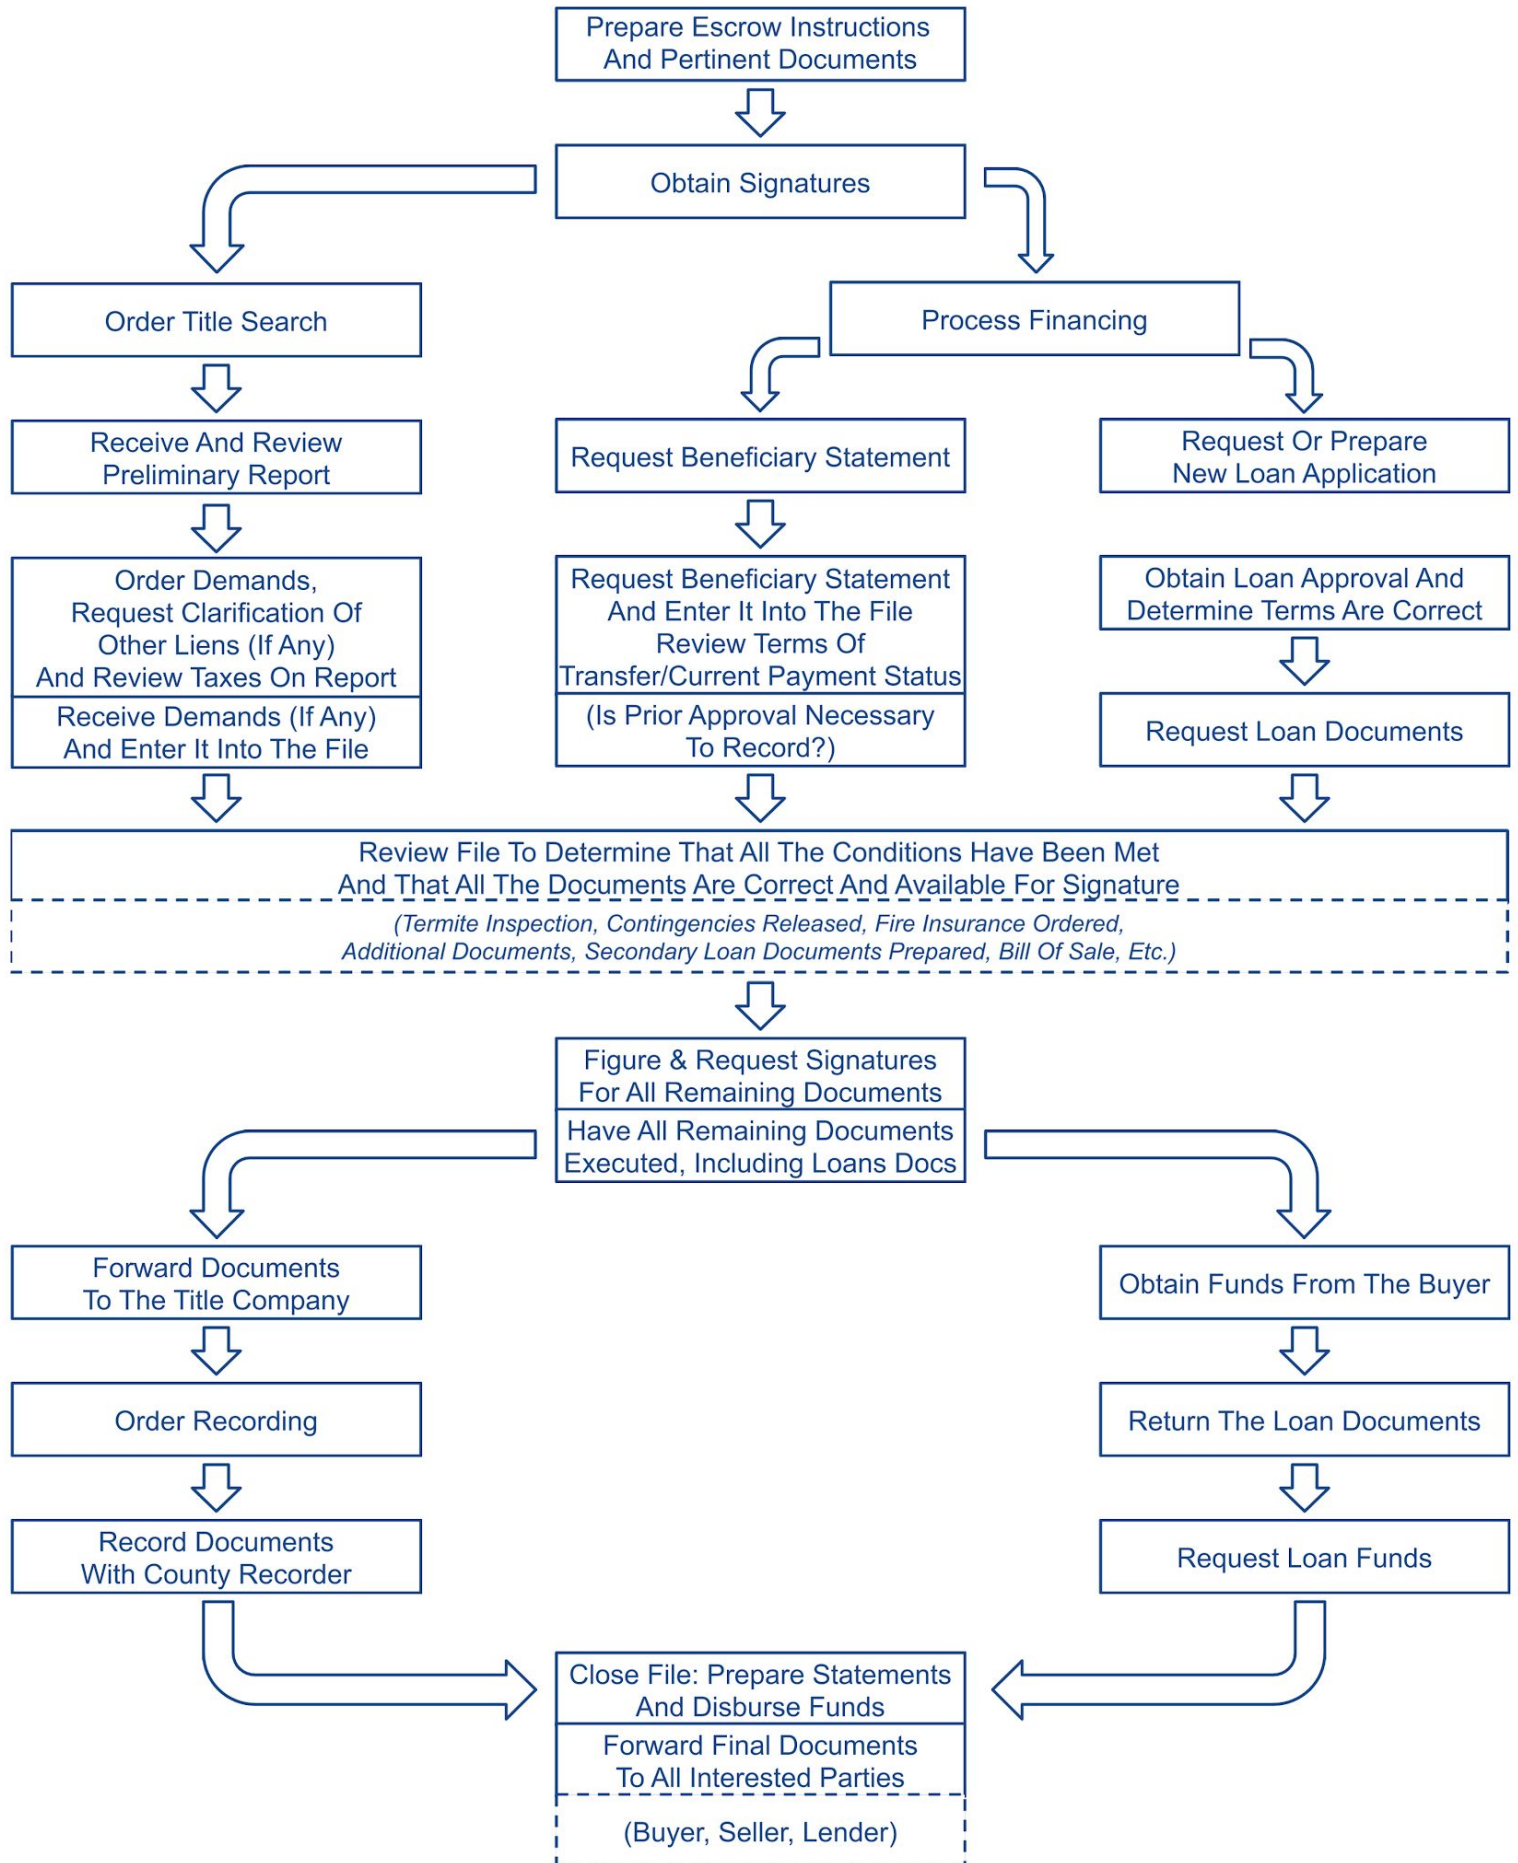 Prepare Escrow Instructions
And Pertinent Documents
Obtain Signatures
Order Title Search
Process Financing
Receive And Review
Preliminary Report
Request Beneficiary Statement
Request Or Prepare
New Loan Application
Order Demands,
Request Clarification Of
Other Liens (If Any)
And Review Taxes On Report
Receive Demands (If Any)
And Enter It Into The File
Request Beneficiary Statement
And Enter It Into The File
Review Terms Of
Transfer/Current Payment Status
(Is Prior Approval Necessary
To Record?)
Obtain Loan Approval And
Determine Terms Are Correct
Request Loan Documents
Review File To Determine That All The Conditions Have Been Met
And That All The Documents Are Correct And Available For Signature
(Termite Inspection, Contingencies Released, Fire Insurance Ordered,
Additional Documents, Secondary Loan Documents Prepared, Bill Of Sale, Etc.)
Figure & Request Signatures
For All Remaining Documents
Have All Remaining Documents
Executed, Including Loans Docs
Forward Documents
To The Title Company
Order Recording
Record Documents
With County Recorder
Obtain Funds From The Buyer
Return The Loan Documents
Request Loan Funds
Close File: Prepare Statements
And Disburse Funds
Forward Final Documents
To All Interested Parties
(Buyer, Seller, Lender)